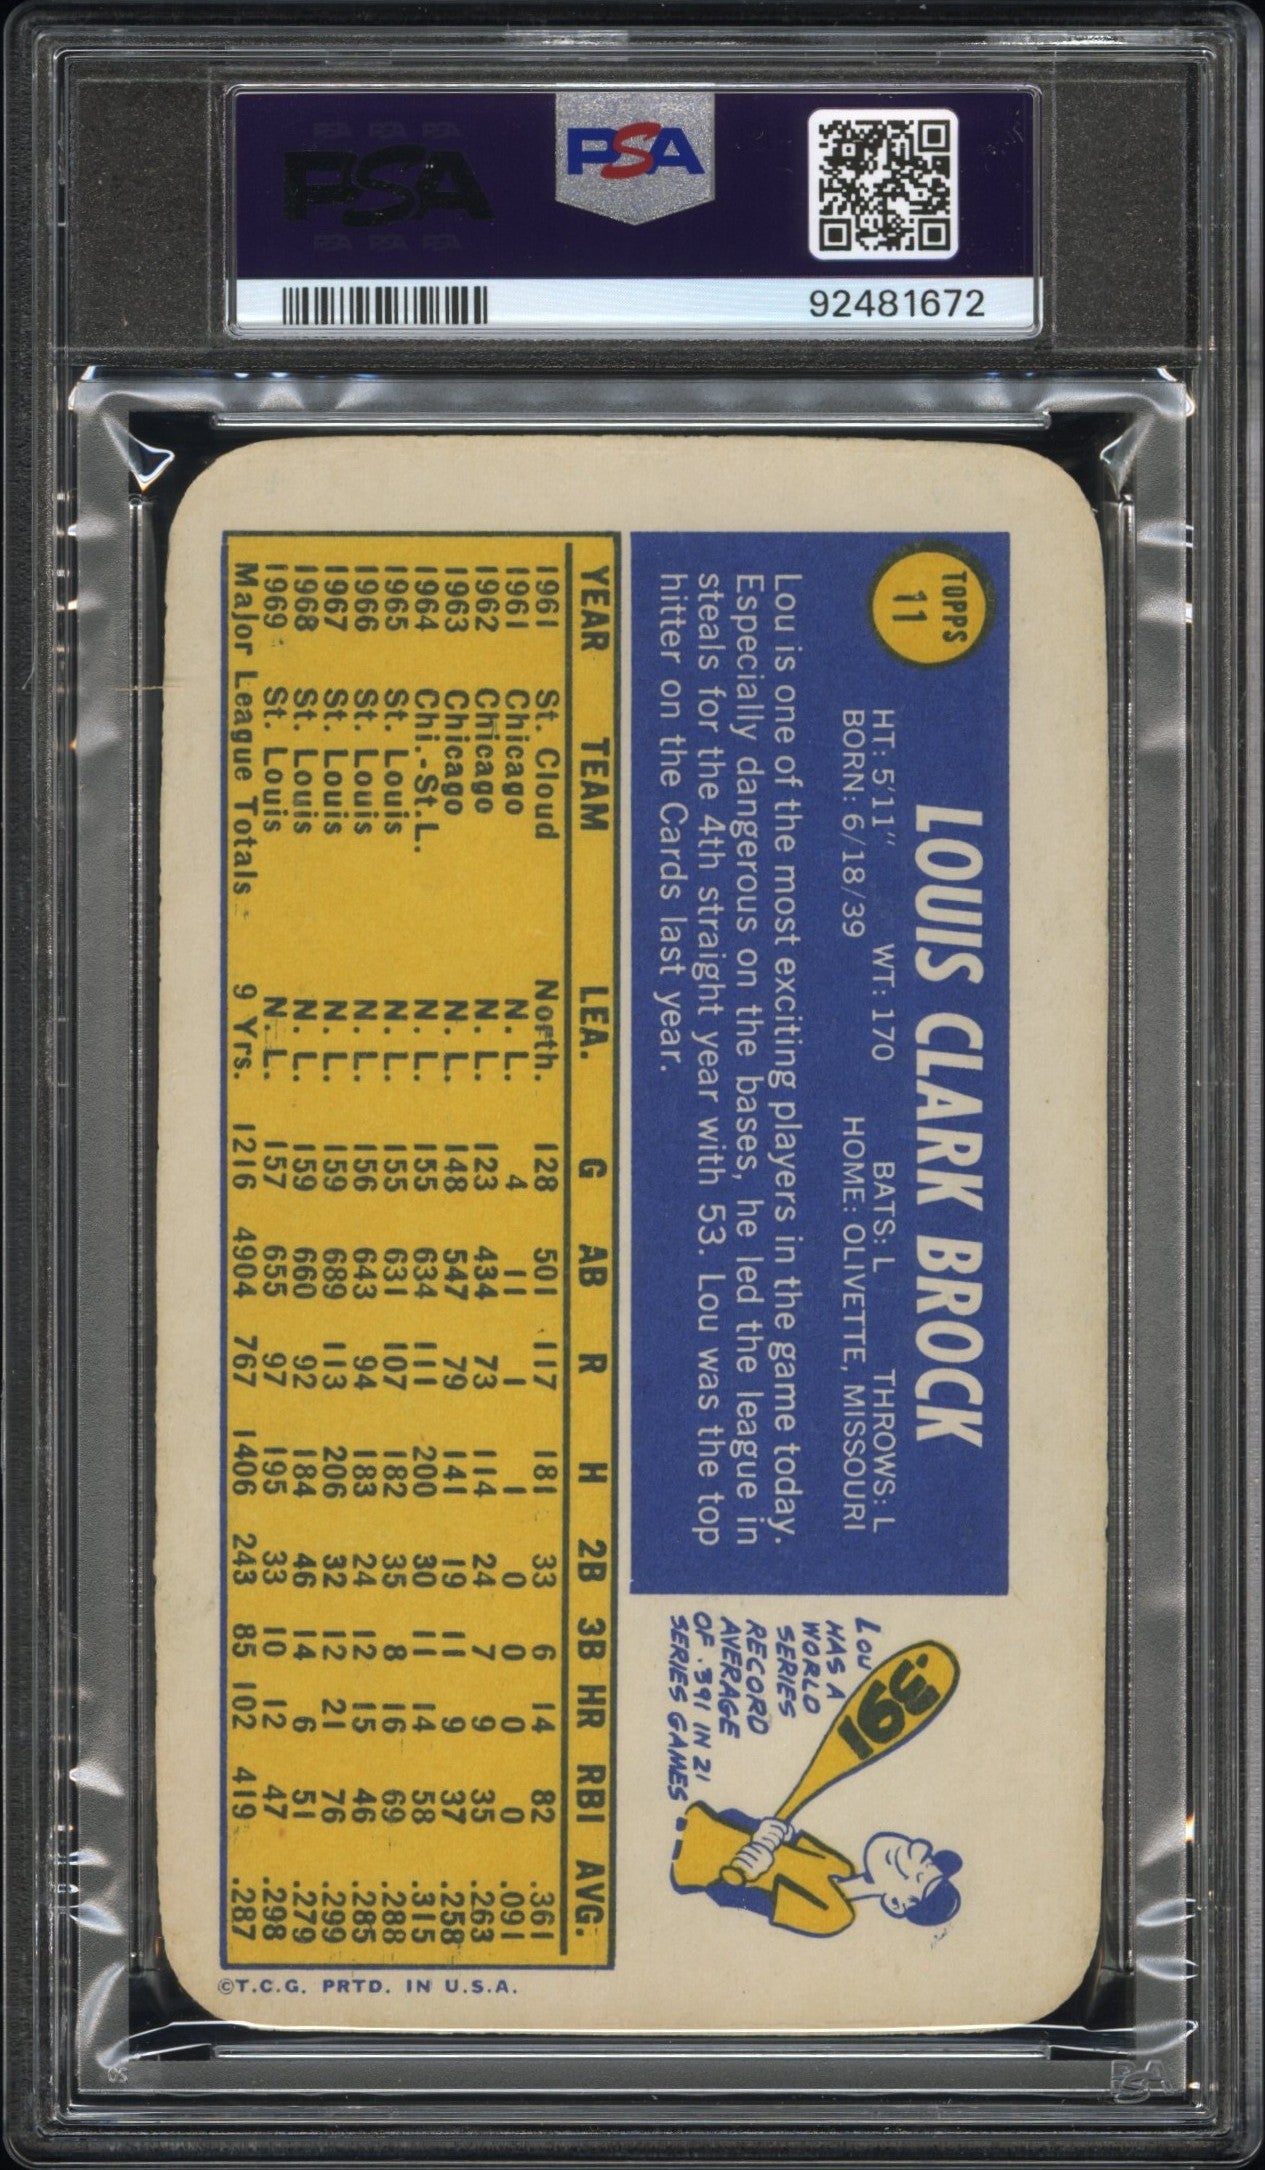 PSA PSA PSA
PSA
PSA PSA PSA
PSA
92481672
TOPPS
11
LOUIS CLARK BROCK
HT: 5'11" WT: 170 BATS: L THROWS: L
BORN: 6/18/39 HOME: OLIVETTE, MISSOURI
Lou is one of the most exciting players in the game today.
Especially dangerous on the bases, he led the league in
steals for the 4th straight year with 53. Lou was the top
hitter on the Cards last year.
LOU
HAS A
WORLD
SERIES
RECORD
AVERAGE
OF .391 IN 21
SERIES GAMES
.391
YEAR TEAM LEA. G AB R H 2B 3B HR RBI AVG.
1961 St. Cloud North. 128 501 117 181 33 6 14 82 .361
1961 Chicago N. L. 4 11 1 1 0 0 0 0 .091
1962 Chicago N. L. 123 434 73 114 24 7 9 35 .263
1963 Chicago N. L. 148 547 79 141 19 11 9 37 .258
1964 Chi.-St.L. N. L. 155 634 111 200 30 11 14 58 .315
1965 St. Louis N. L. 155 631 107 182 35 8 16 69 .288
1966 St. Louis N. L. 156 643 94 183 24 12 15 46 .285
1967 St. Louis N. L. 159 689 113 206 32 12 21 76 .299
1968 St. Louis N. L. 159 660 92 184 46 14 6 51 .279
1969 St. Louis N. L. 157 655 97 195 33 10 12 47 .298
Major League Totals 9 Yrs. 1216 4904 767 1406 243 85 102 419 .287
©T.C.G. PRTD. IN U.S.A.
PSA